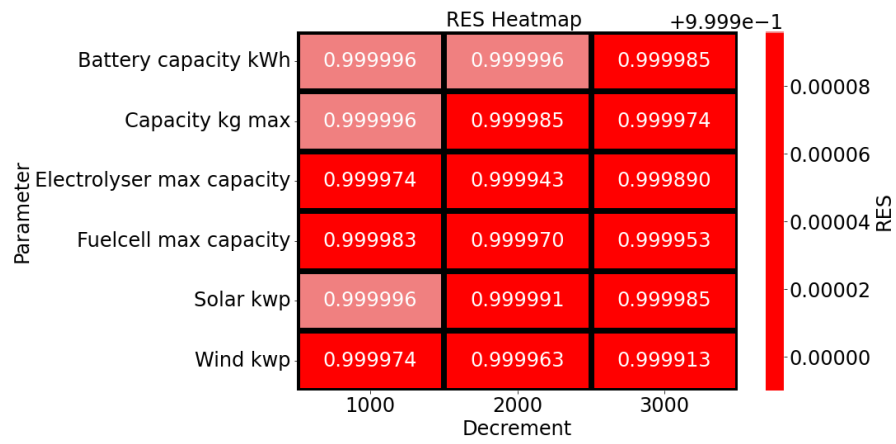 RES Heatmap
+9.999e−1
Battery capacity kWh 0.999996 0.999996 0.999985
Capacity kg max 0.999996 0.999985 0.999974
Electrolyser max capacity 0.999974 0.999943 0.999890
Fuelcell max capacity 0.999983 0.999970 0.999953
Solar kwp 0.999996 0.999991 0.999985
Wind kwp 0.999974 0.999963 0.999913
Parameter
1000 2000 3000
Decrement
0.00008
0.00006
0.00004
0.00002
0.00000
RES